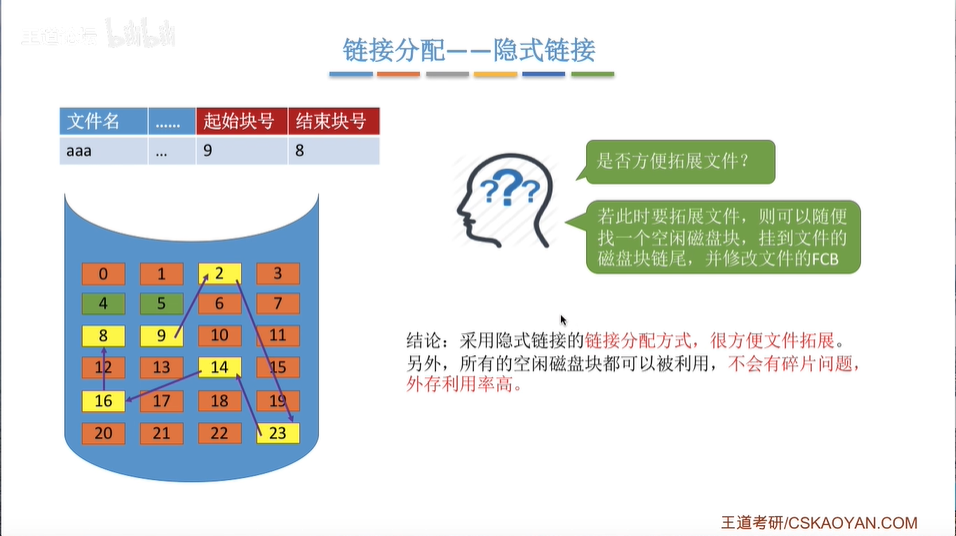 王道考研 bilibili
链接分配——隐式链接
文件名 …… 起始块号 结束块号
aaa … 9 8
0 1 2 3
4 5 6 7
8 9 10 11
12 13 14 15
16 17 18 19
20 21 22 23
???
是否方便拓展文件？
若此时要拓展文件，则可以随便
找一个空闲磁盘块，挂到文件的
磁盘块链尾，并修改文件的FCB
结论：采用隐式链接的链接分配方式，很方便文件拓展。
另外，所有的空闲磁盘块都可以被利用，不会有碎片问题，
外存利用率高。
王道考研/CSKAOYAN.COM